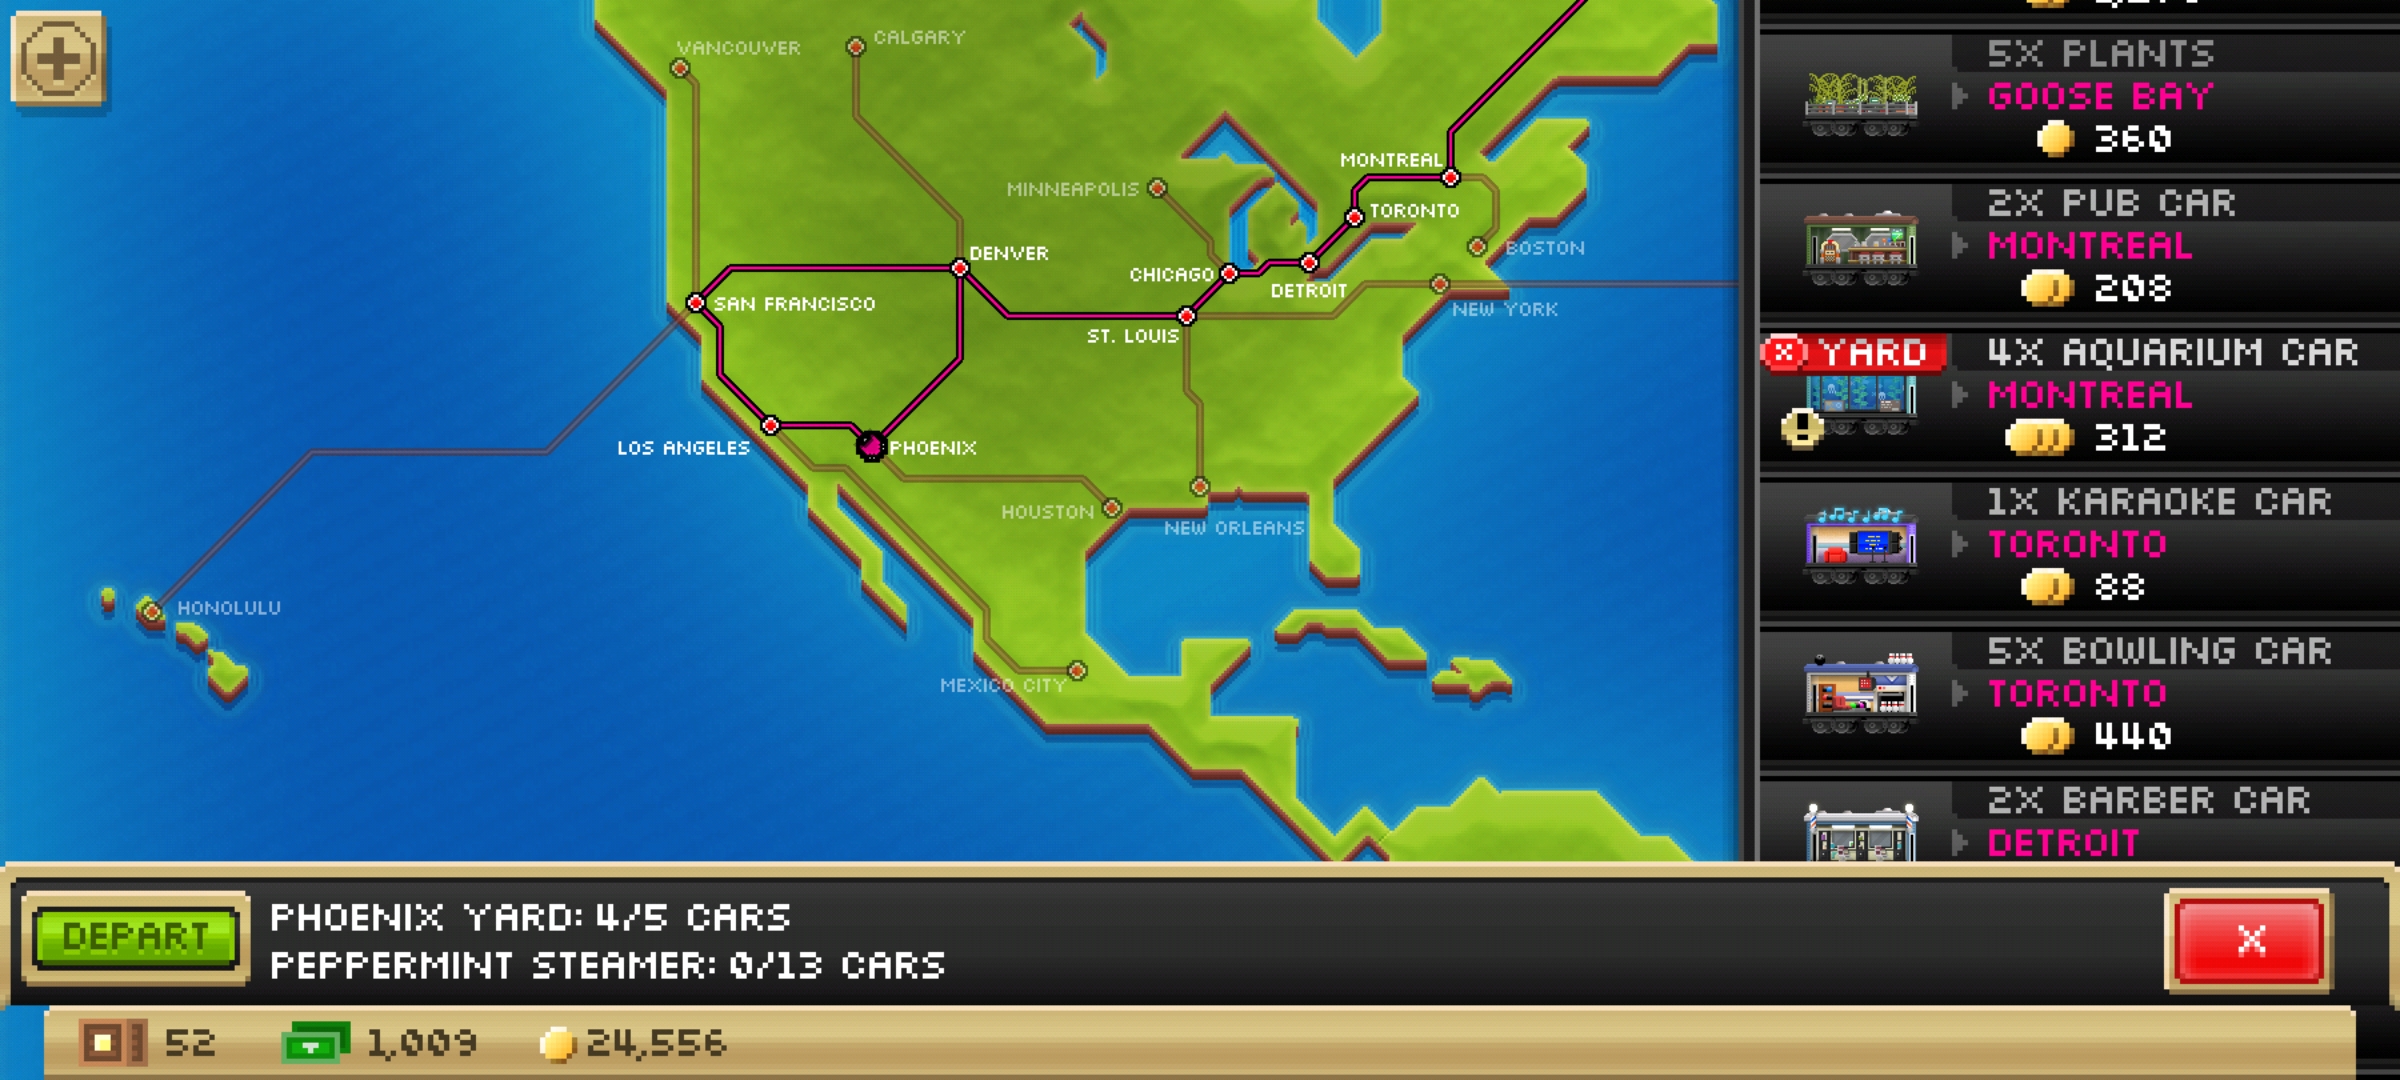 VANCOUVER
CALGARY
MINNEAPOLIS
MONTREAL
TORONTO
BOSTON
DENVER
CHICAGO
DETROIT
SAN FRANCISCO
NEW YORK
ST. LOUIS
LOS ANGELES
PHOENIX
HOUSTON
NEW ORLEANS
HONOLULU
MEXICO CITY
5X PLANTS
GOOSE BAY
360
2X PUB CAR
MONTREAL
208
YARD
4X AQUARIUM CAR
MONTREAL
312
1X KARAOKE CAR
TORONTO
88
5X BOWLING CAR
TORONTO
440
2X BARBER CAR
DETROIT
DEPART
PHOENIX YARD: 4/5 CARS
PEPPERMINT STEAMER: 0/13 CARS
X
52
1,009
24,556